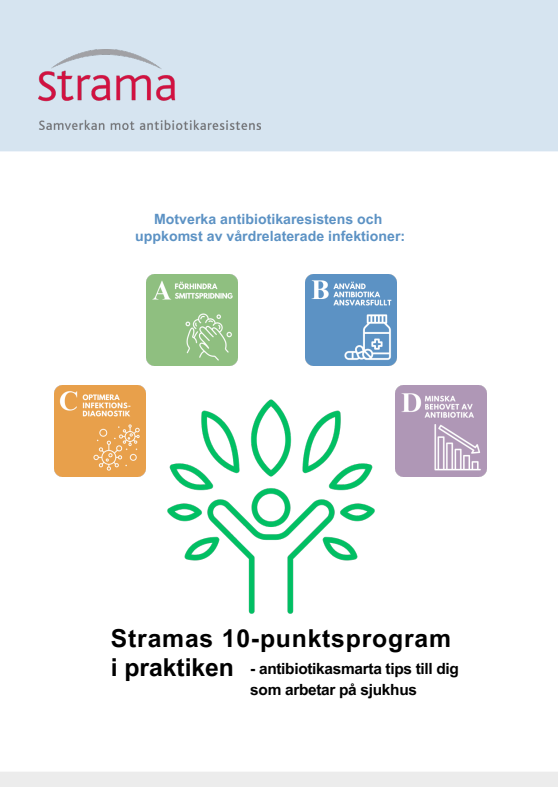 Strama
Samverkan mot antibiotikaresistens
Motverka antibiotikaresistens och
uppkomst av vårdrelaterade infektioner:
A FÖRHINDRA
SMITTSPRIDNING
B ANVÄND
ANTIBIOTIKA
ANSVARSFULLT
C OPTIMERA
INFEKTIONS-
DIAGNOSTIK
D MINSKA
BEHOVET AV
ANTIBIOTIKA
Stramas 10-punktsprogram
i praktiken - antibiotikasmarta tips till dig
som arbetar på sjukhus